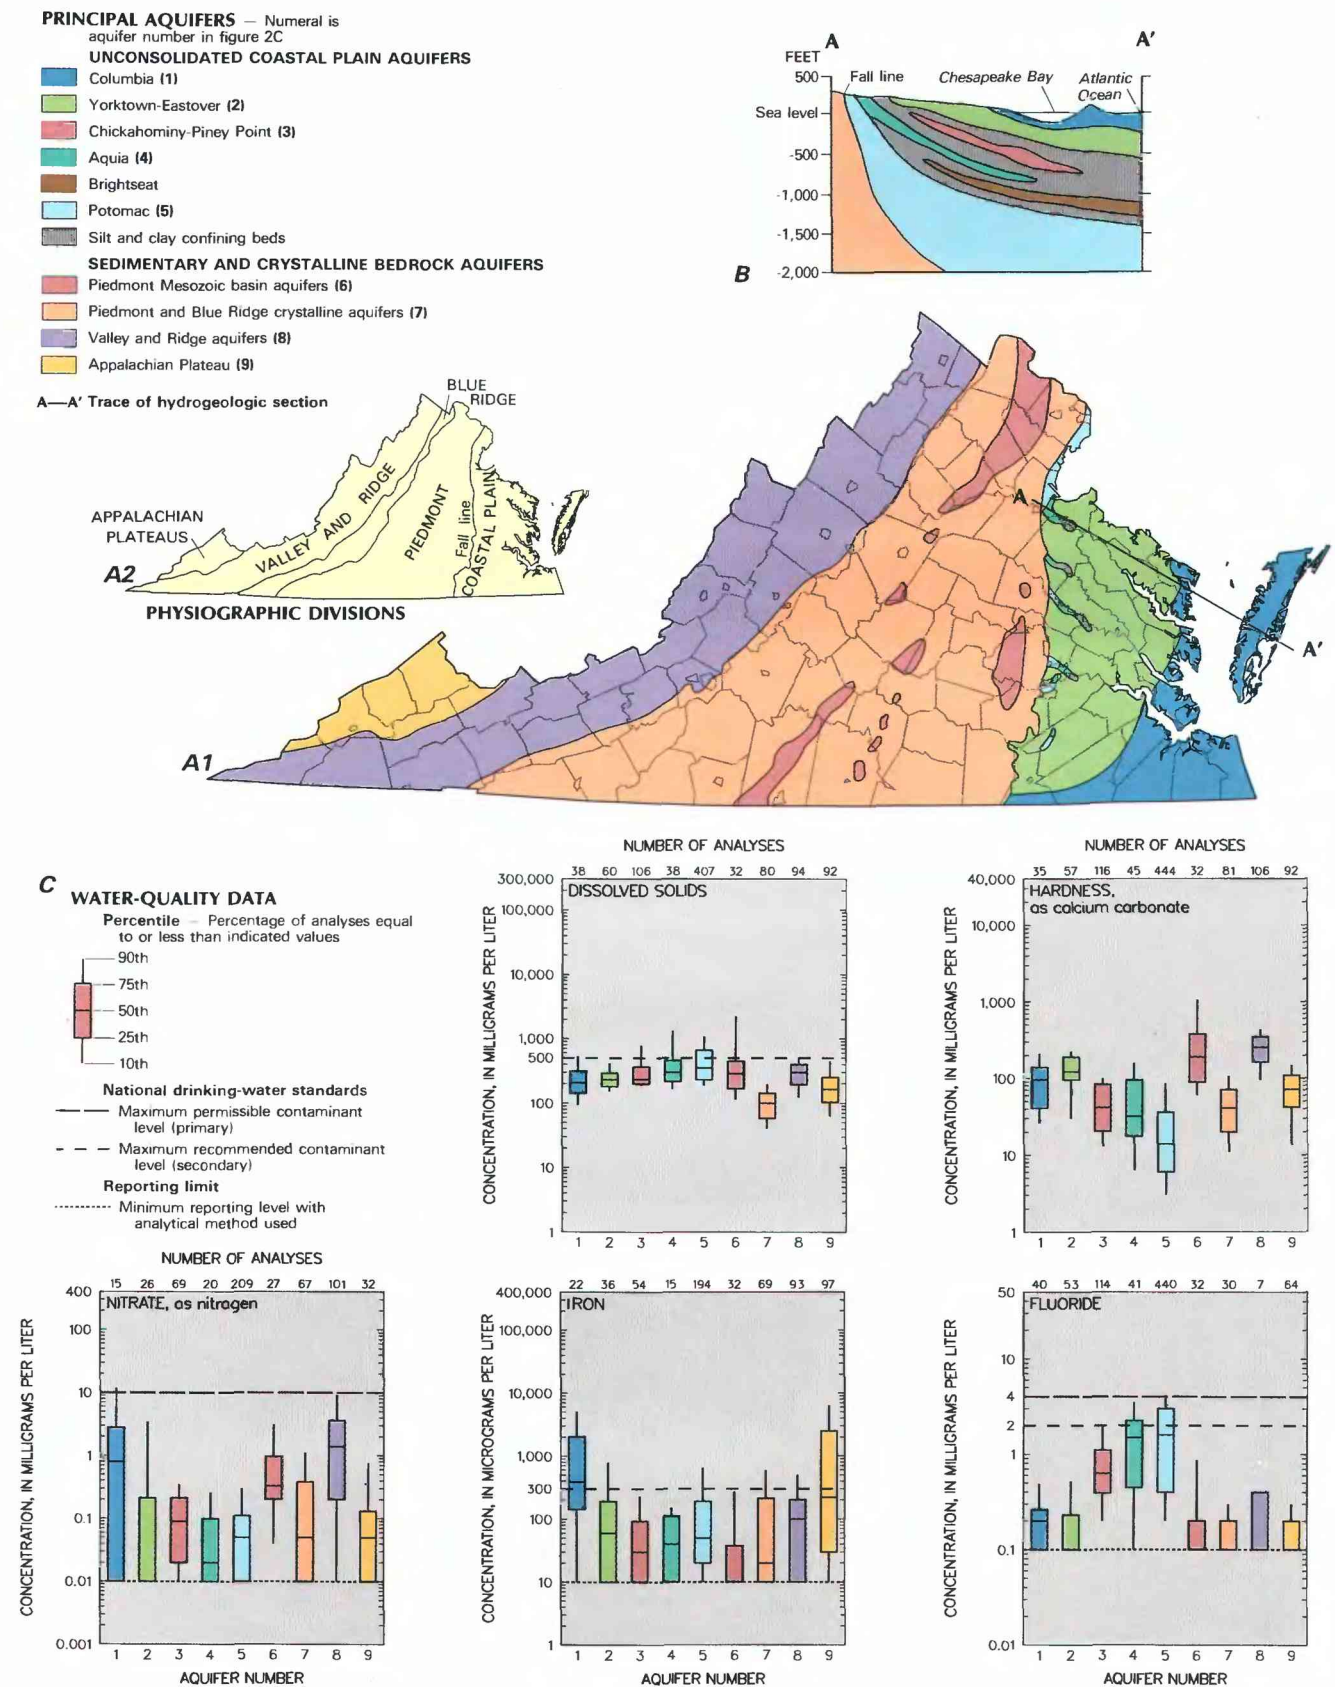 PRINCIPAL AQUIFERS – Numeral is
aquifer number in figure 2C
UNCONSOLIDATED COASTAL PLAIN AQUIFERS
Columbia (1)
Yorktown-Eastover (2)
Chickahominy-Piney Point (3)
Aquia (4)
Brightseat
Potomac (5)
Silt and clay confining beds
SEDIMENTARY AND CRYSTALLINE BEDROCK AQUIFERS
Piedmont Mesozoic basin aquifers (6)
Piedmont and Blue Ridge crystalline aquifers (7)
Valley and Ridge aquifers (8)
Appalachian Plateau (9)
A—A' Trace of hydrogeologic section
A
A'
FEET
500
Fall line
Chesapeake Bay
Atlantic
Ocean
Sea level
-500
-1,000
-1,500
-2,000
B
BLUE
RIDGE
APPALACHIAN
PLATEAUS
VALLEY AND RIDGE
PIEDMONT
Fall line
COASTAL PLAIN
A2
PHYSIOGRAPHIC DIVISIONS
A
A'
A1
C
WATER-QUALITY DATA
Percentile – Percentage of analyses equal
to or less than indicated values
90th
75th
50th
25th
10th
National drinking-water standards
Maximum permissible contaminant
level (primary)
Maximum recommended contaminant
level (secondary)
Reporting limit
Minimum reporting level with
analytical method used
NUMBER OF ANALYSES
38 60 106 38 407 32 80 94 92
DISSOLVED SOLIDS
CONCENTRATION, IN MILLIGRAMS PER LITER
300,000
100,000
10,000
1,000
500
100
10
1
1 2 3 4 5 6 7 8 9
NUMBER OF ANALYSES
35 57 116 45 444 32 81 106 92
HARDNESS,
as calcium carbonate
CONCENTRATION, IN MILLIGRAMS PER LITER
40,000
10,000
1,000
100
10
1
1 2 3 4 5 6 7 8 9
NUMBER OF ANALYSES
15 26 69 20 209 27 67 101 32
NITRATE, as nitrogen
CONCENTRATION, IN MILLIGRAMS PER LITER
400
100
10
1
0.1
0.01
0.001
1 2 3 4 5 6 7 8 9
AQUIFER NUMBER
22 36 54 15 194 32 69 93 97
IRON
CONCENTRATION, IN MICROGRAMS PER LITER
400,000
100,000
10,000
1,000
300
100
10
1
1 2 3 4 5 6 7 8 9
AQUIFER NUMBER
40 53 114 41 440 32 30 7 64
FLUORIDE
CONCENTRATION, IN MILLIGRAMS PER LITER
50
10
4
2
1
0.1
0.01
1 2 3 4 5 6 7 8 9
AQUIFER NUMBER